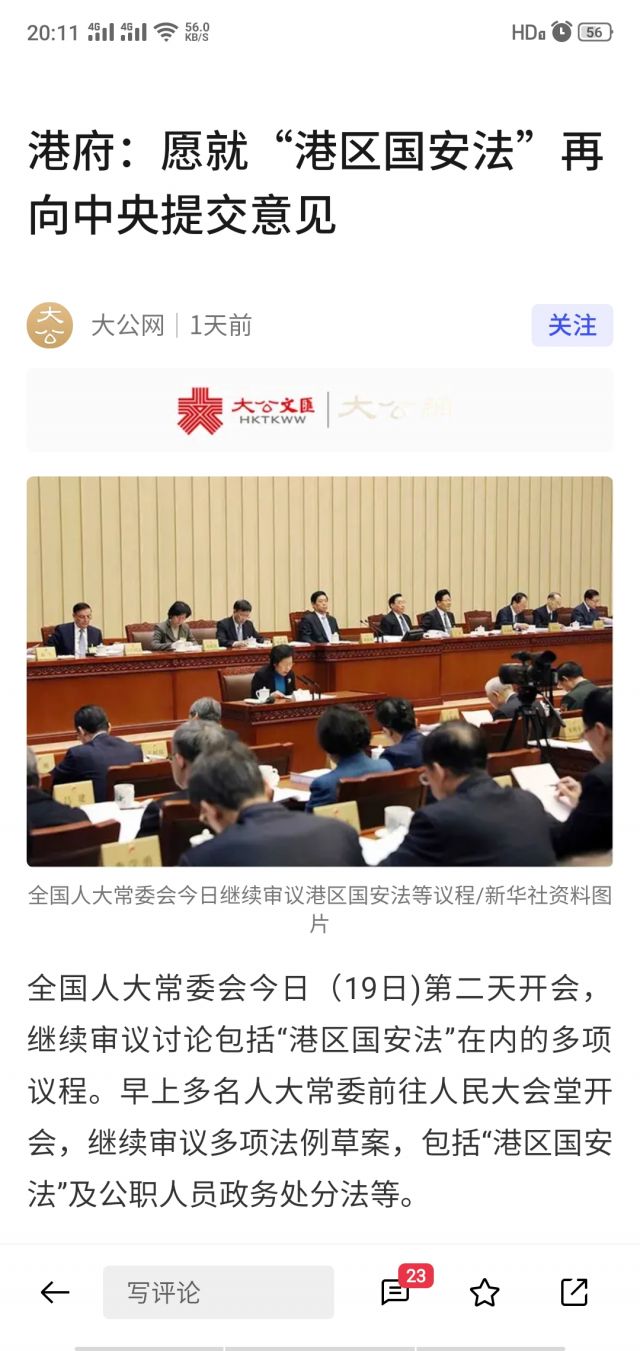 20:11 4G 4G 56.0 KB/S HD 56
港府：愿就“港区国安法”再
向中央提交意见
大公
大公网 | 1天前
关注
大公文匯 | 大公網
HKTKWW
全国人大常委会今日继续审议港区国安法等议程/新华社资料图
片
全国人大常委会今日（19日)第二天开会，
继续审议讨论包括“港区国安法”在内的多项
议程。早上多名人大常委前往人民大会堂开
会，继续审议多项法例草案，包括“港区国安
法”及公职人员政务处分法等。
写评论
23